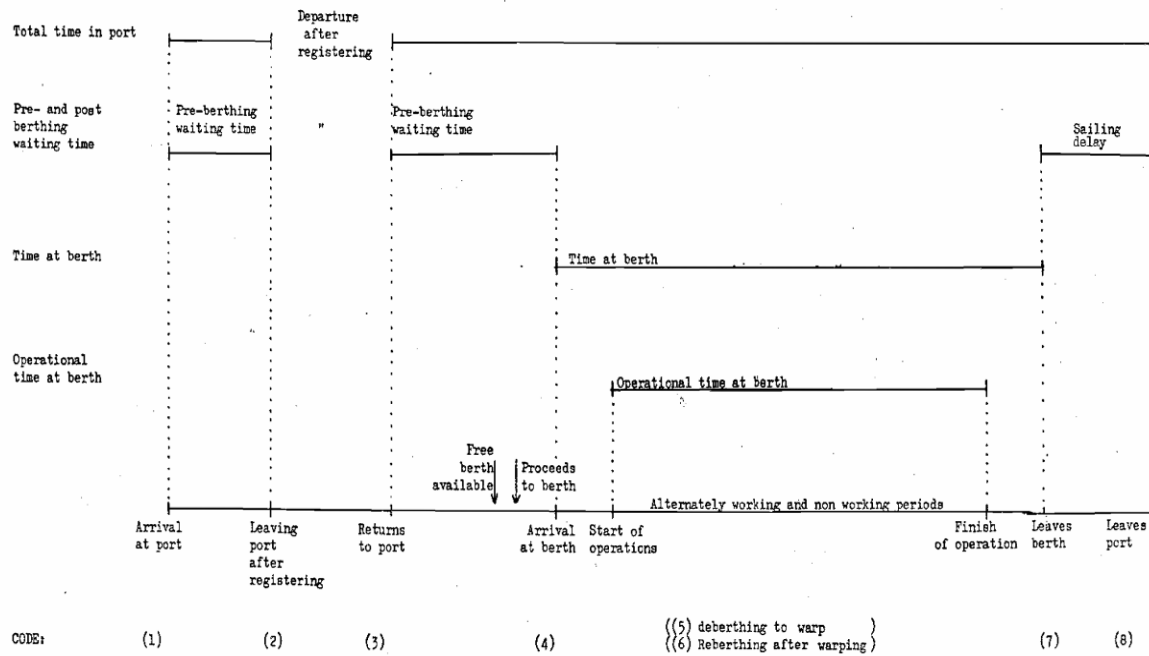 Departure
after
registering
Total time in port
Pre- and post
berthing
waiting time
Pre-berthing
waiting time
"
Pre-berthing
waiting time
Sailing
delay
Time at berth
Time at berth
Operational
time at berth
Operational time at berth
Free
berth
available
Proceeds
to berth
Alternately working and non working periods
Arrival
at port
Leaving
port
after
registering
Returns
to port
Arrival
at berth
Start of
operations
Finish
of operation
Leaves
berth
Leaves
port
CODE: (1) (2) (3) (4) ((5) deberthing to warp ) (7) (8)
((6) Reberthing after warping)